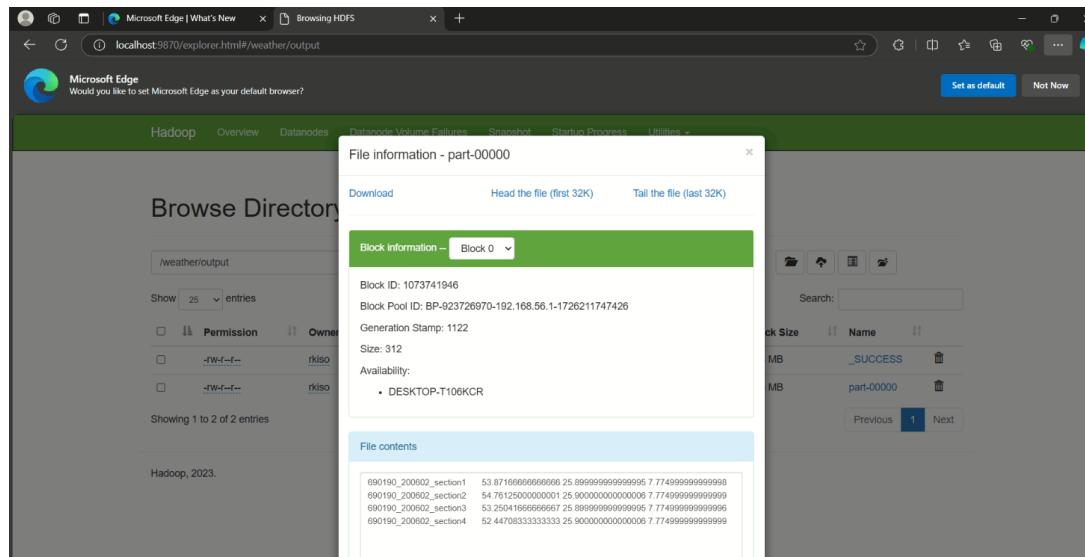 Microsoft Edge | What's New
Browsing HDFS
localhost:9870/explorer.html#/weather/output
Microsoft Edge
Would you like to set Microsoft Edge as your default browser?
Set as default
Not Now
Hadoop Overview Datanodes Datanode Volume Failures Snapshot Startup Progress Utilities
File information - part-00000
Download Head the file (first 32K) Tail the file (last 32K)
Browse Directory
Block information -- Block 0
/weather/output
Block ID: 1073741946
Block Pool ID: BP-923726970-192.168.56.1-1726211747426
Show 25 entries
Search:
Generation Stamp: 1122
Permission Owner ck Size Name
Size: 312
-rw-r--r-- rkiso MB _SUCCESS
Availability:
-rw-r--r-- rkiso MB part-00000
• DESKTOP-T106KCR
Showing 1 to 2 of 2 entries
Previous 1 Next
File contents
Hadoop, 2023.
690190_200602_section1 53.87166666666666 25.899999999999995 7.774999999999998
690190_200602_section2 54.76125000000001 25.900000000000006 7.774999999999999
690190_200602_section3 53.25041666666667 25.899999999999995 7.774999999999996
690190_200602_section4 52.44708333333333 25.900000000000006 7.774999999999999